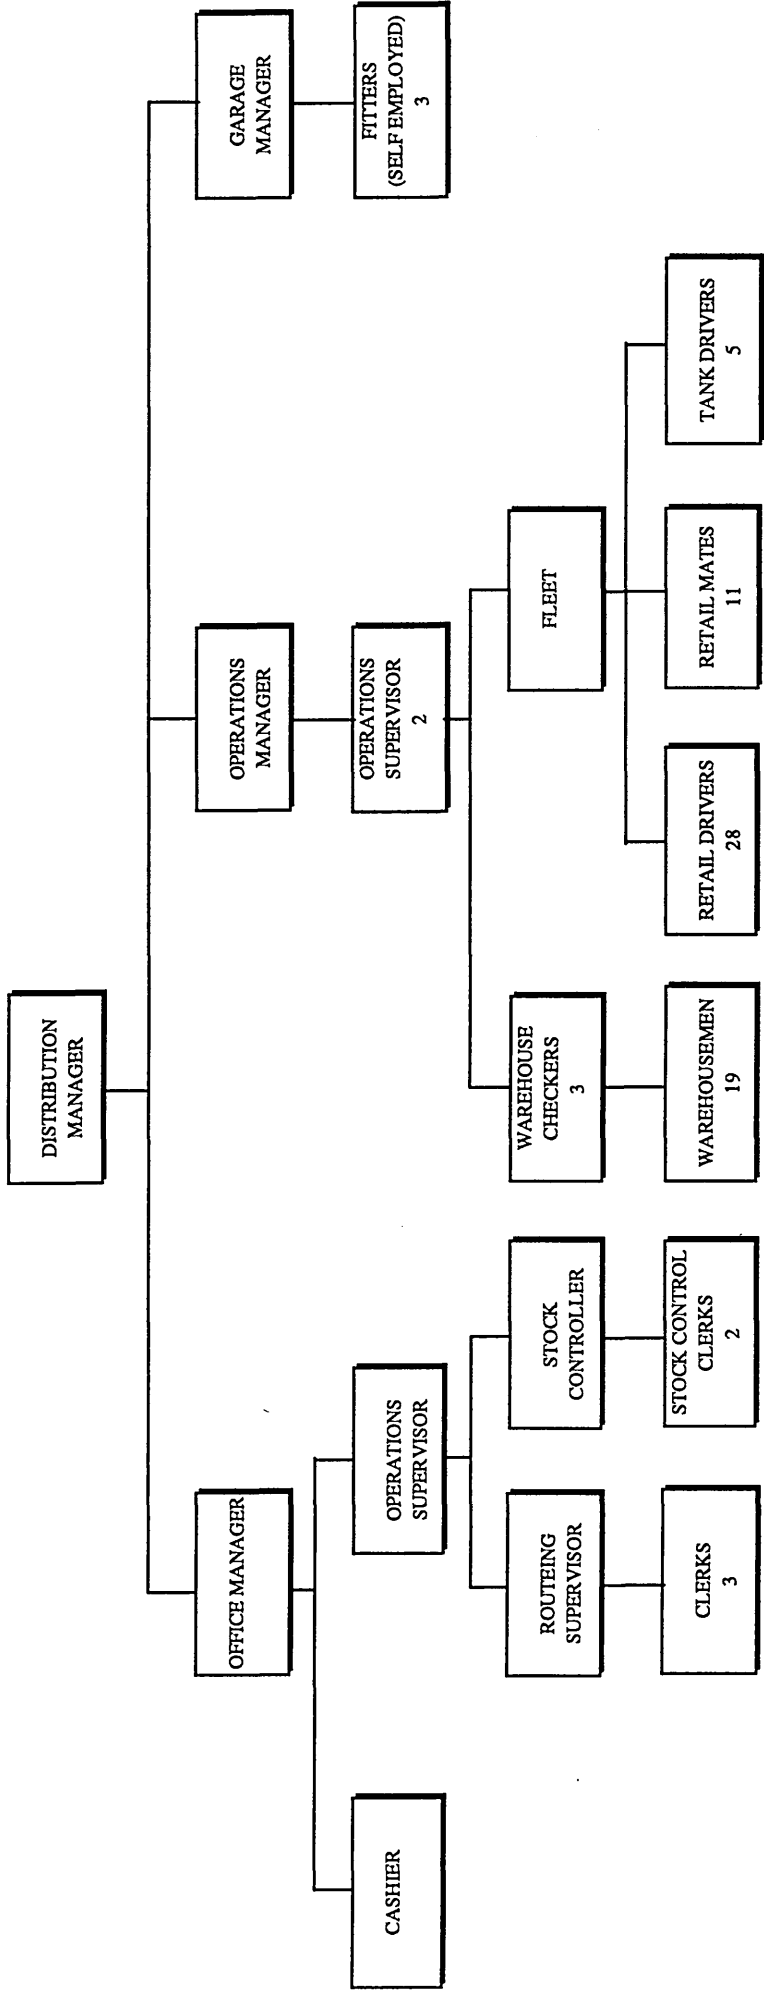 DISTRIBUTION
MANAGER
OFFICE MANAGER
OPERATIONS
MANAGER
GARAGE
MANAGER
CASHIER
OPERATIONS
SUPERVISOR
OPERATIONS
SUPERVISOR
2
FITTERS
(SELF EMPLOYED)
3
ROUTEING
SUPERVISOR
STOCK
CONTROLLER
WAREHOUSE
CHECKERS
3
FLEET
CLERKS
3
STOCK CONTROL
CLERKS
2
WAREHOUSEMEN
19
RETAIL DRIVERS
28
RETAIL MATES
11
TANK DRIVERS
5